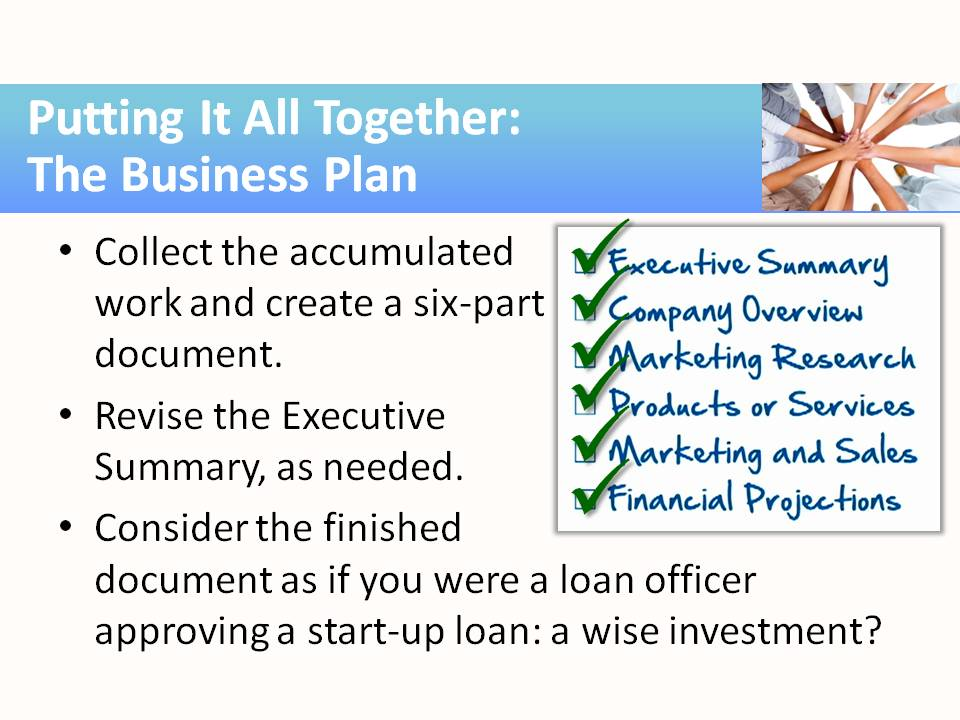 Putting It All Together:
The Business Plan
• Collect the accumulated
work and create a six-part
document.
• Revise the Executive
Summary, as needed.
• Consider the finished
document as if you were a loan officer
approving a start-up loan: a wise investment?
Executive Summary
Company Overview
Marketing Research
Products or Services
Marketing and Sales
Financial Projections